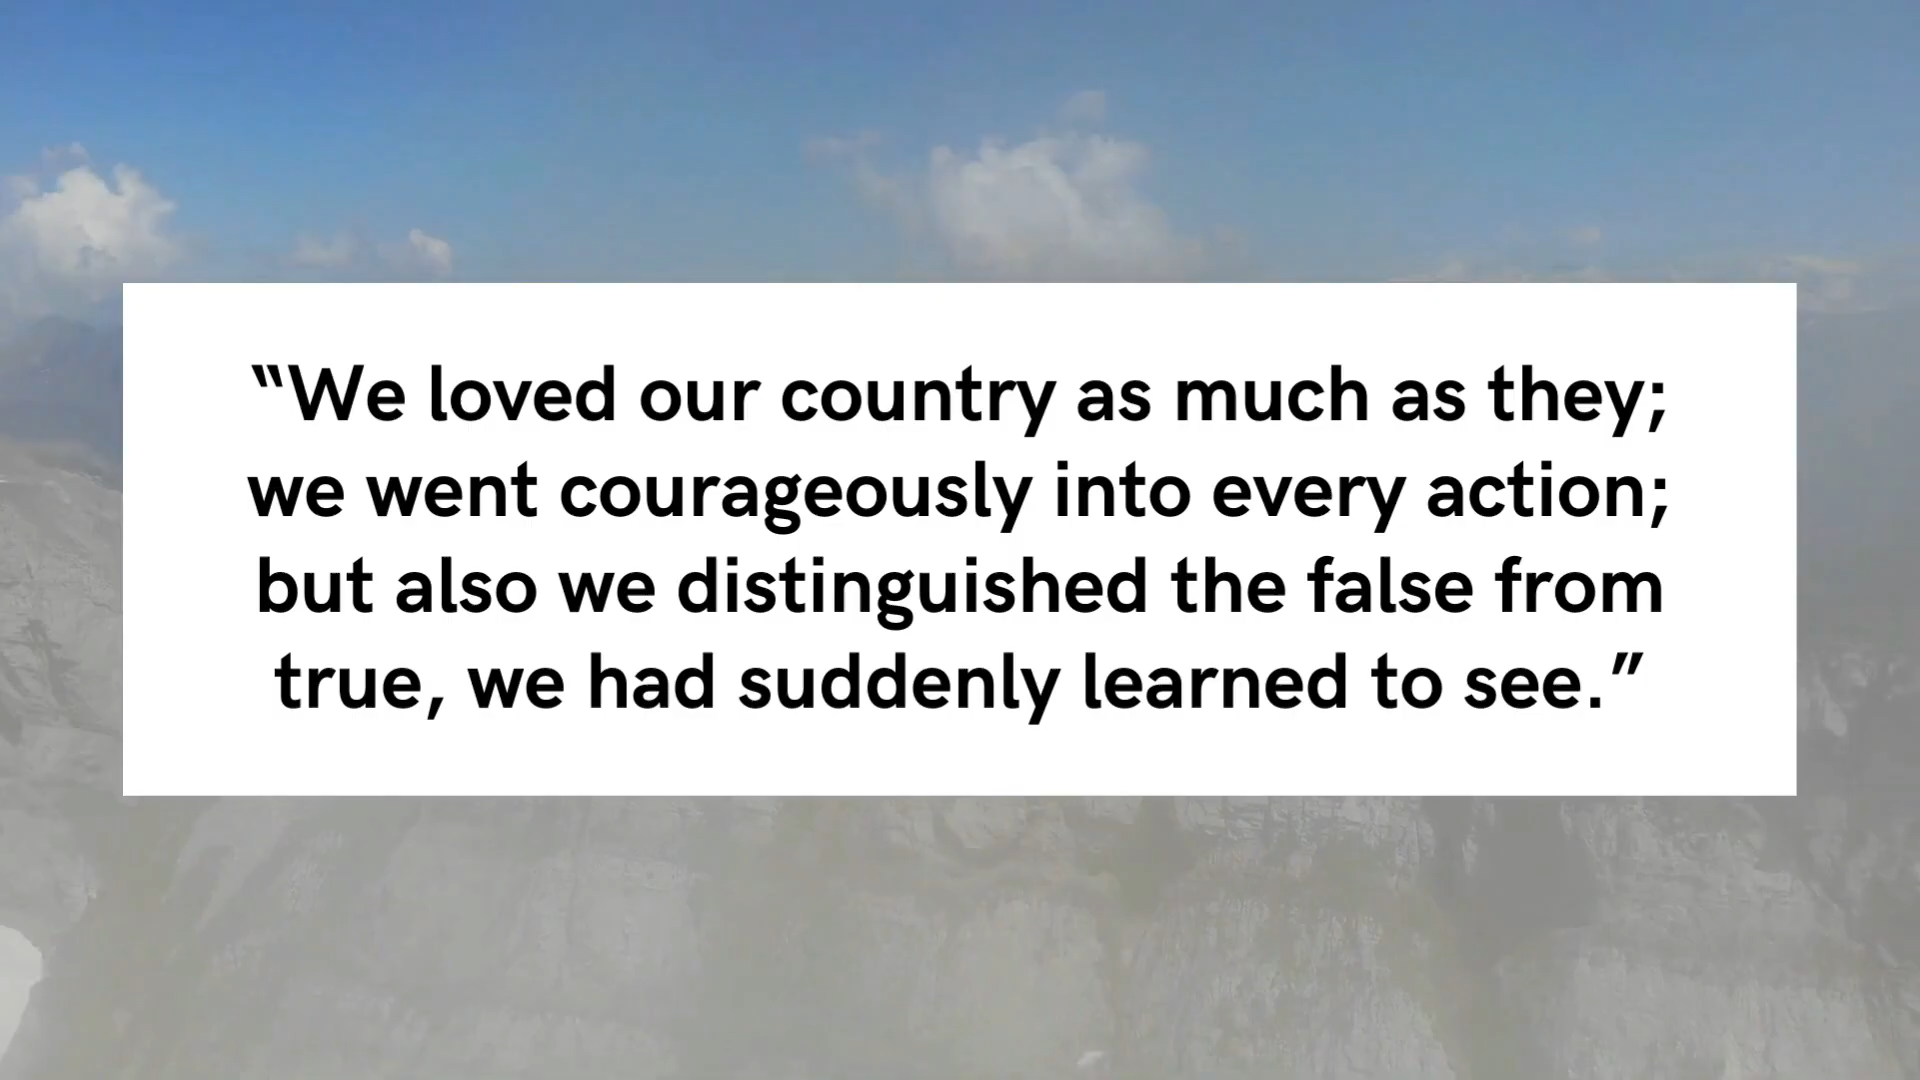 “We loved our country as much as they;
we went courageously into every action;
but also we distinguished the false from
true, we had suddenly learned to see.”